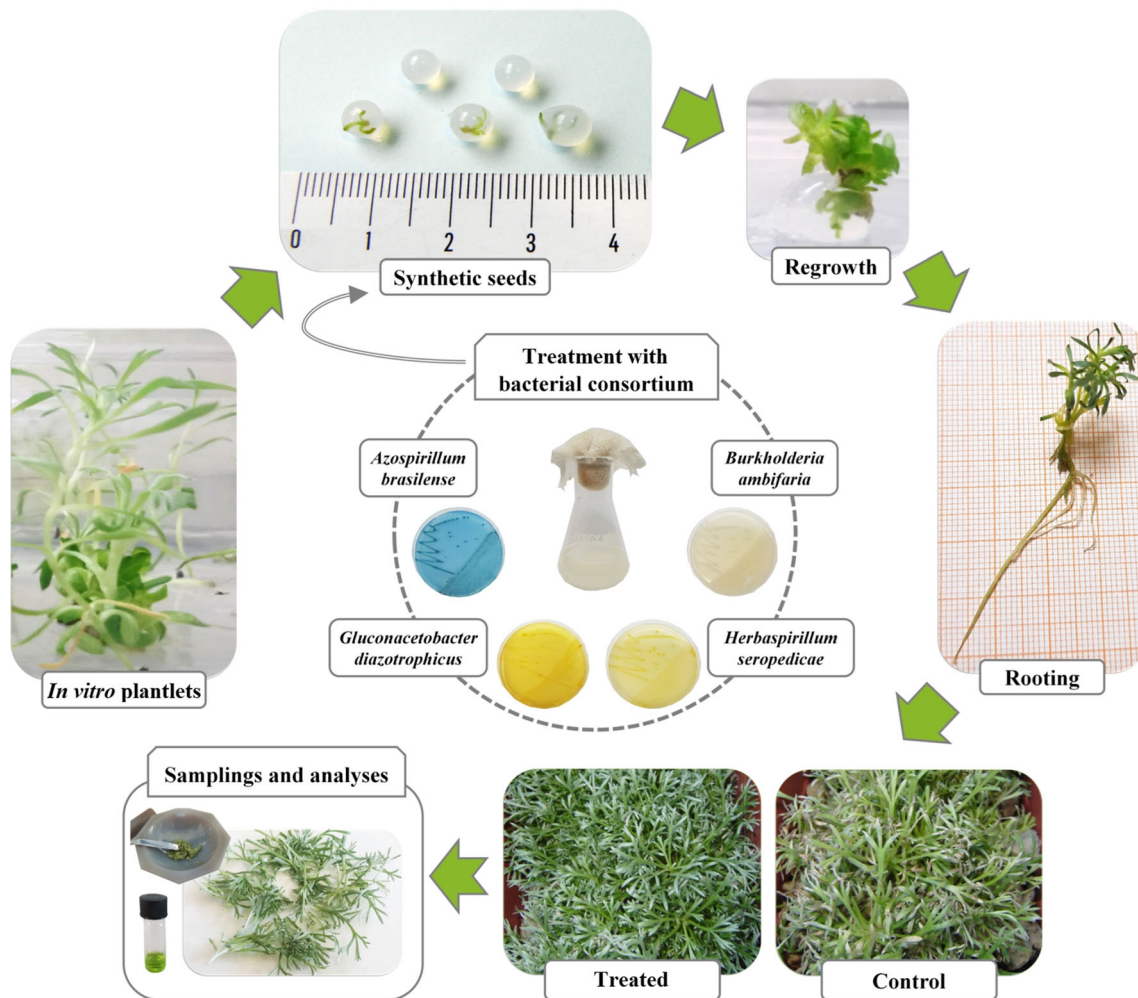 0 1 2 3 4
Synthetic seeds
Regrowth
Treatment with
bacterial consortium
Azospirillum
brasilense
Burkholderia
ambifaria
Gluconacetobacter
diazotrophicus
Herbaspirillum
seropedicae
In vitro plantlets
Rooting
Samplings and analyses
Treated
Control